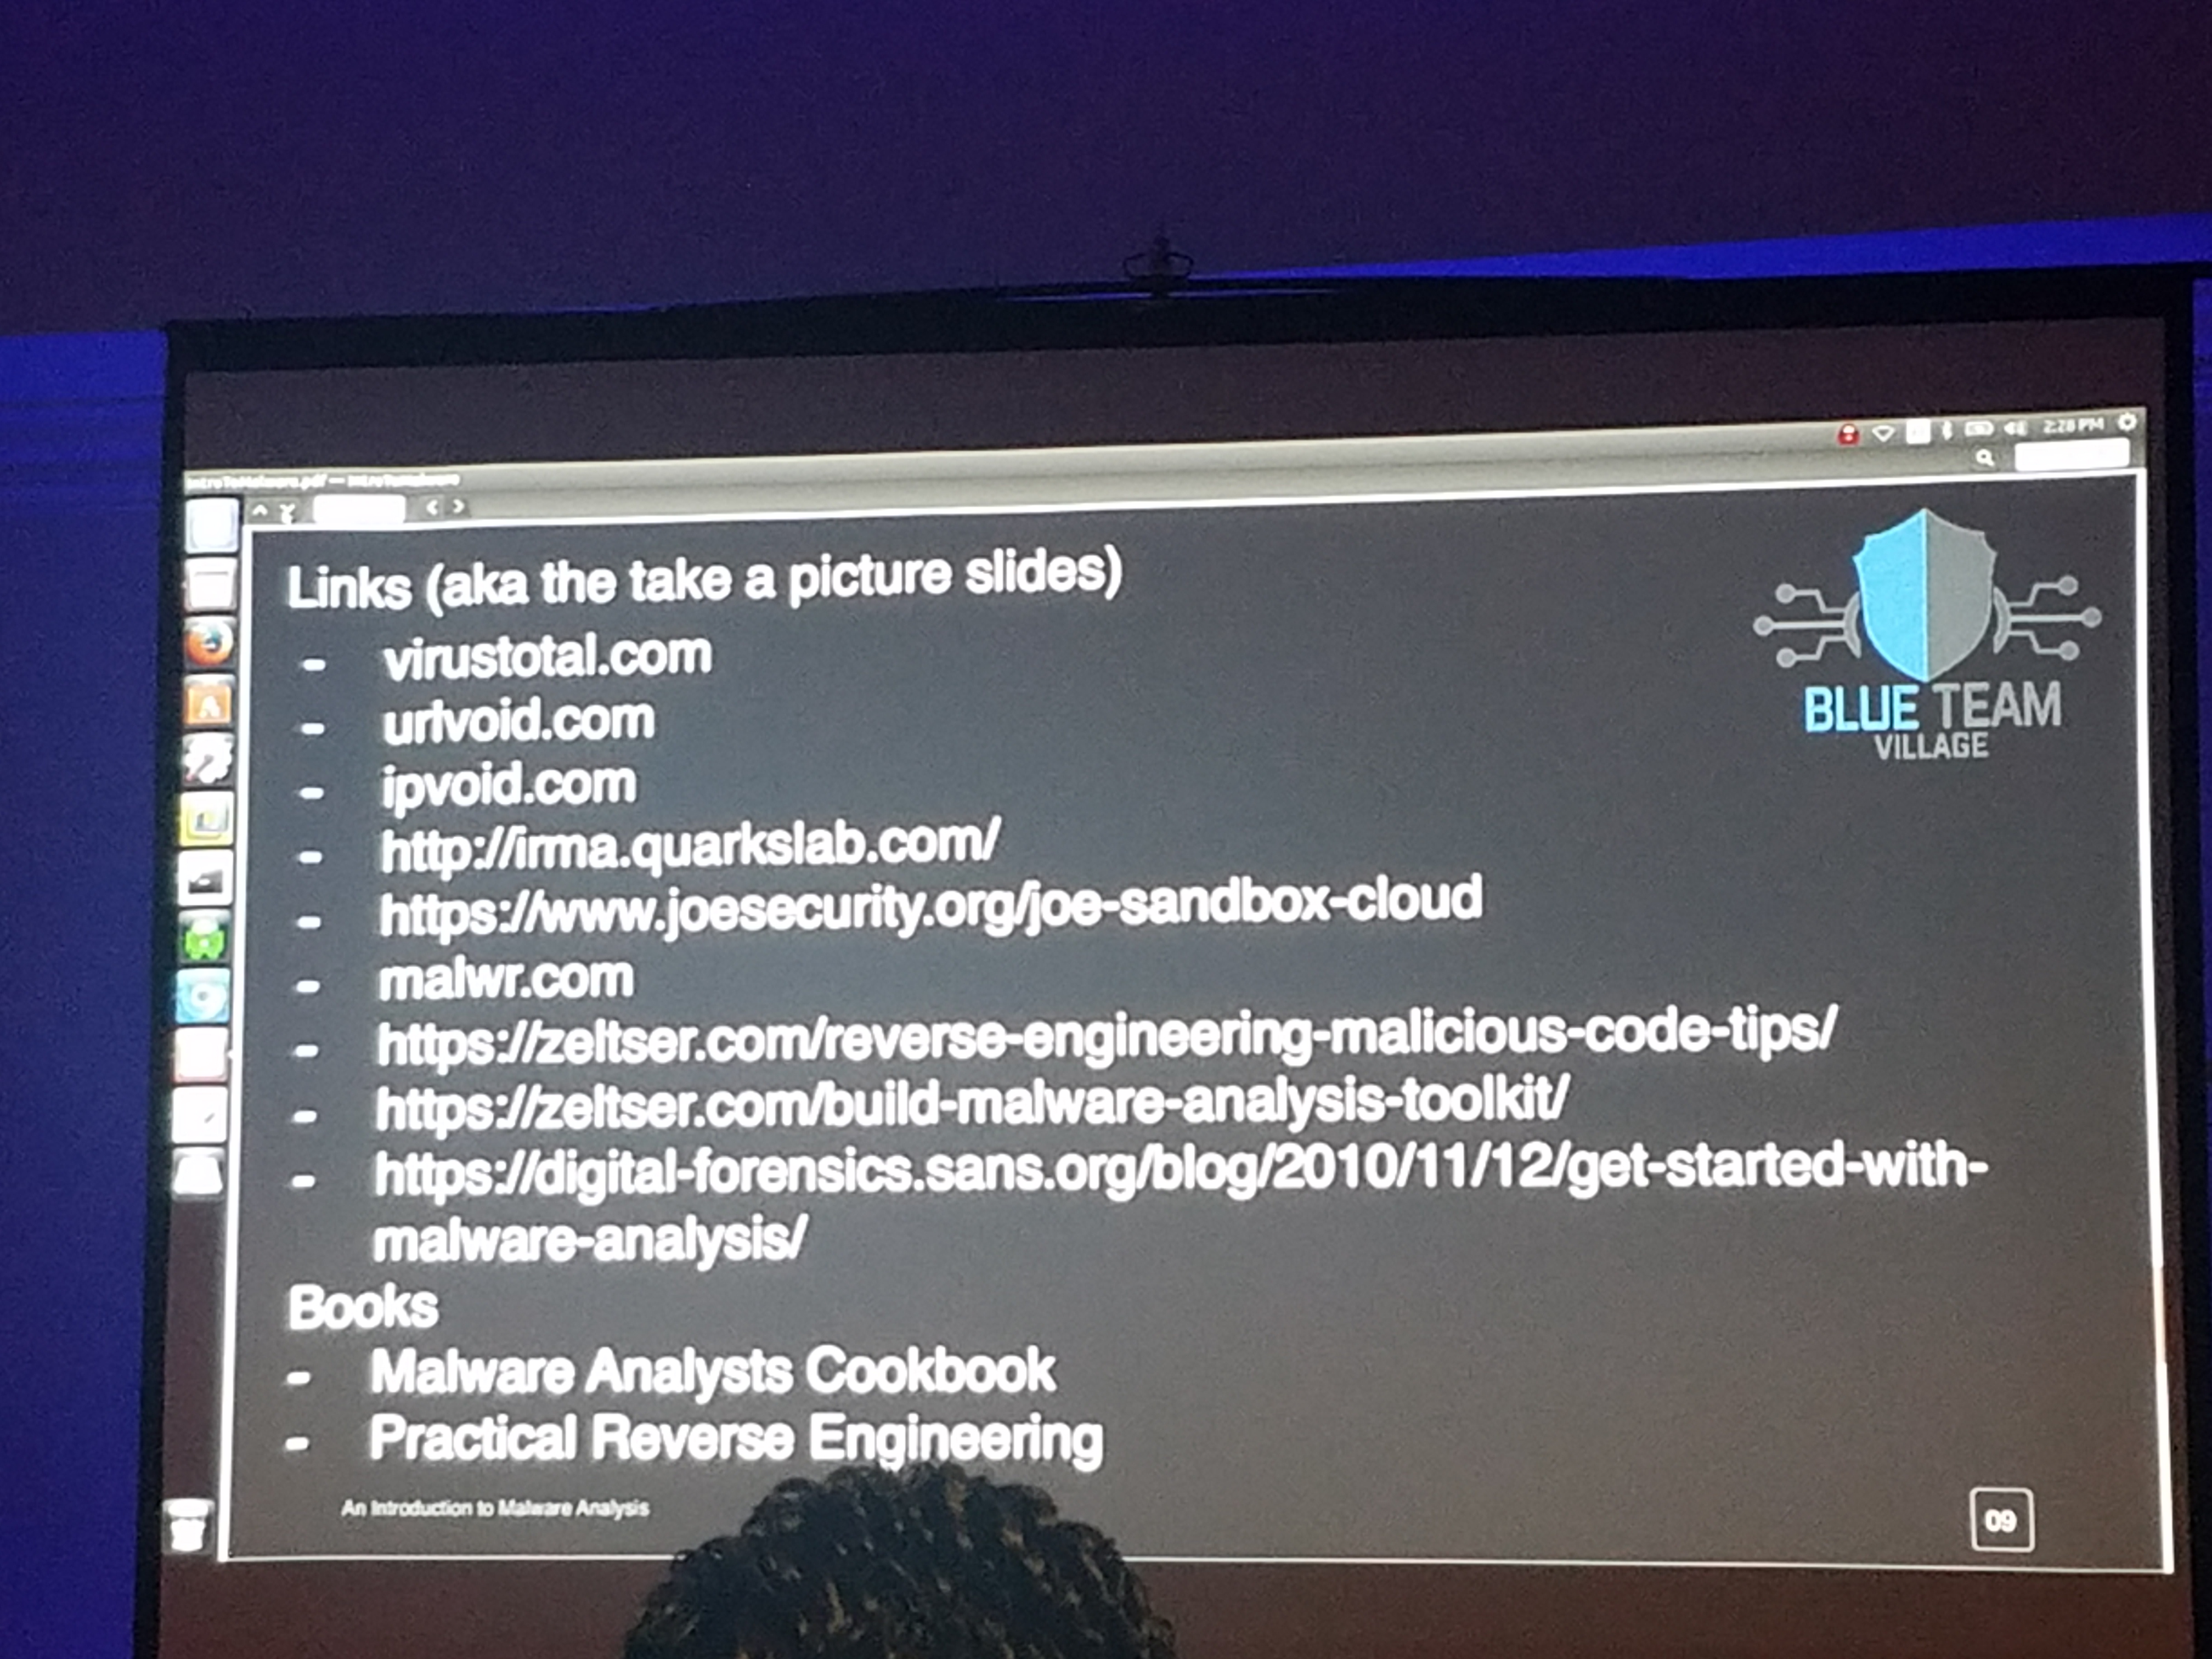 2:28 PM
IntroToMalware.pdf — IntroToMalware
Links (aka the take a picture slides)
- virustotal.com
- urlvoid.com
- ipvoid.com
- http://irma.quarkslab.com/
- https://www.joesecurity.org/joe-sandbox-cloud
- malwr.com
- https://zeltser.com/reverse-engineering-malicious-code-tips/
- https://zeltser.com/build-malware-analysis-toolkit/
- https://digital-forensics.sans.org/blog/2010/11/12/get-started-with-
malware-analysis/
Books
- Malware Analysts Cookbook
- Practical Reverse Engineering
An Introduction to Malware Analysis
09
BLUE TEAM
VILLAGE